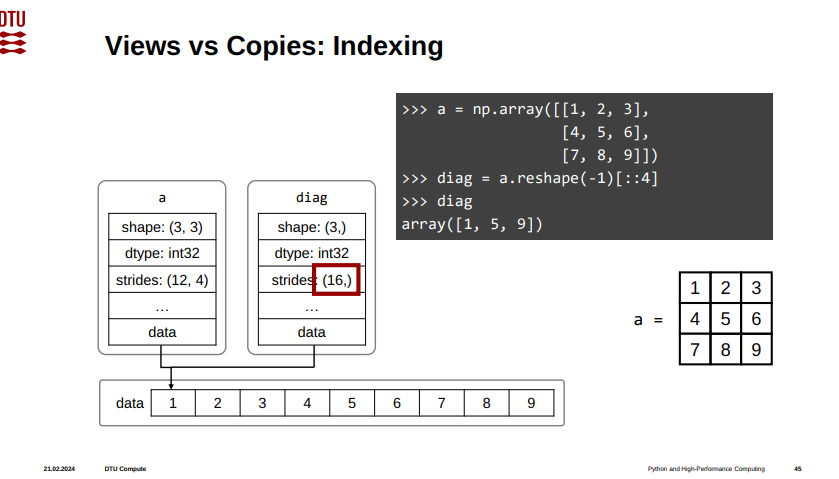 DTU
Views vs Copies: Indexing
>>> a = np.array([[1, 2, 3],
[4, 5, 6],
[7, 8, 9]])
>>> diag = a.reshape(-1)[::4]
>>> diag
array([1, 5, 9])
a
shape: (3, 3)
dtype: int32
strides: (12, 4)
...
data
diag
shape: (3,)
dtype: int32
strides: (16,)
...
data
a =
1 2 3
4 5 6
7 8 9
data 1 2 3 4 5 6 7 8 9
21.02.2024 DTU Compute Python and High-Performance Computing 45